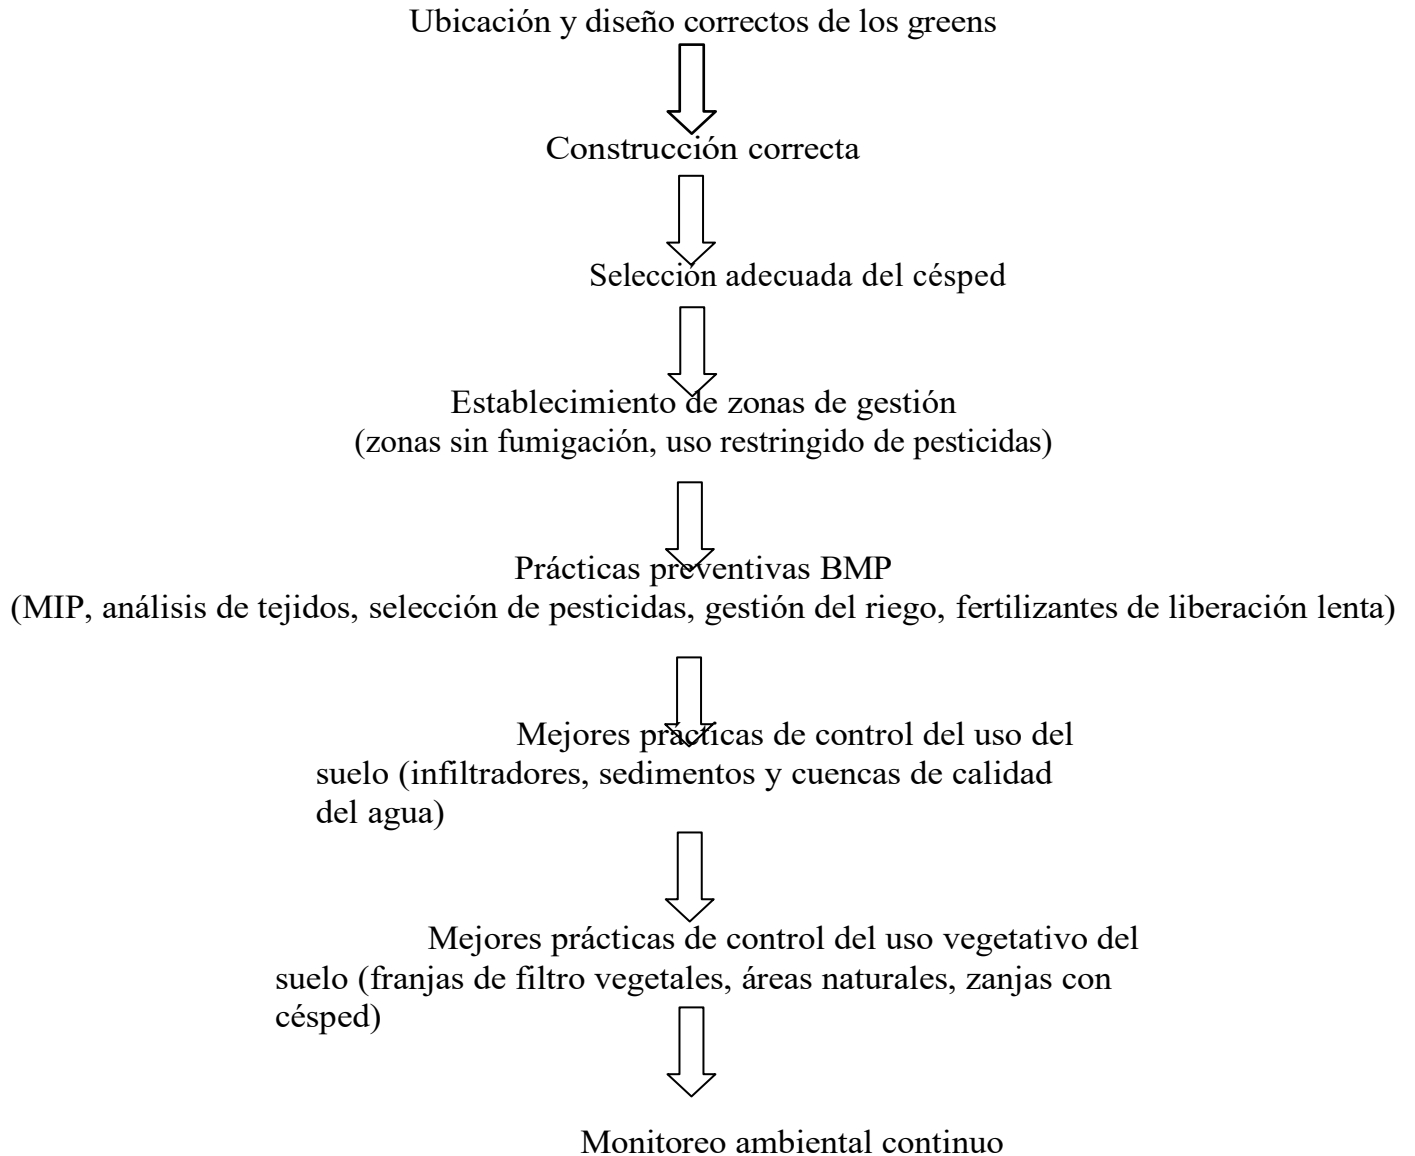 Ubicación y diseño correctos de los greens
Construcción correcta
Selección adecuada del césped
Establecimiento de zonas de gestión
(zonas sin fumigación, uso restringido de pesticidas)
Prácticas preventivas BMP
(MIP, análisis de tejidos, selección de pesticidas, gestión del riego, fertilizantes de liberación lenta)
Mejores prácticas de control del uso del
suelo (infiltradores, sedimentos y cuencas de calidad
del agua)
Mejores prácticas de control del uso vegetativo del
suelo (franjas de filtro vegetales, áreas naturales, zanjas con
césped)
Monitoreo ambiental continuo